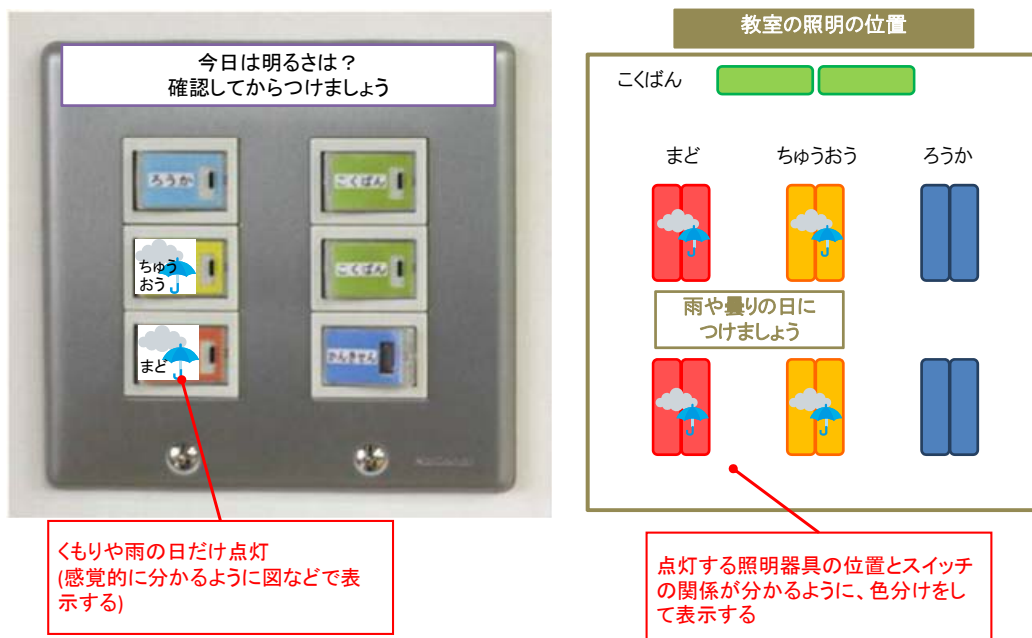 今日は明るさは？
確認してからつけましょう
ろうか
こくばん
ちゅう
おう
こくばん
まど
かんきせん
くもりや雨の日だけ点灯
(感覚的に分かるように図などで表
示する)
教室の照明の位置
こくばん
まど
ちゅうおう
ろうか
雨や曇りの日に
つけましょう
点灯する照明器具の位置とスイッチ
の関係が分かるように、色分けをし
て表示する